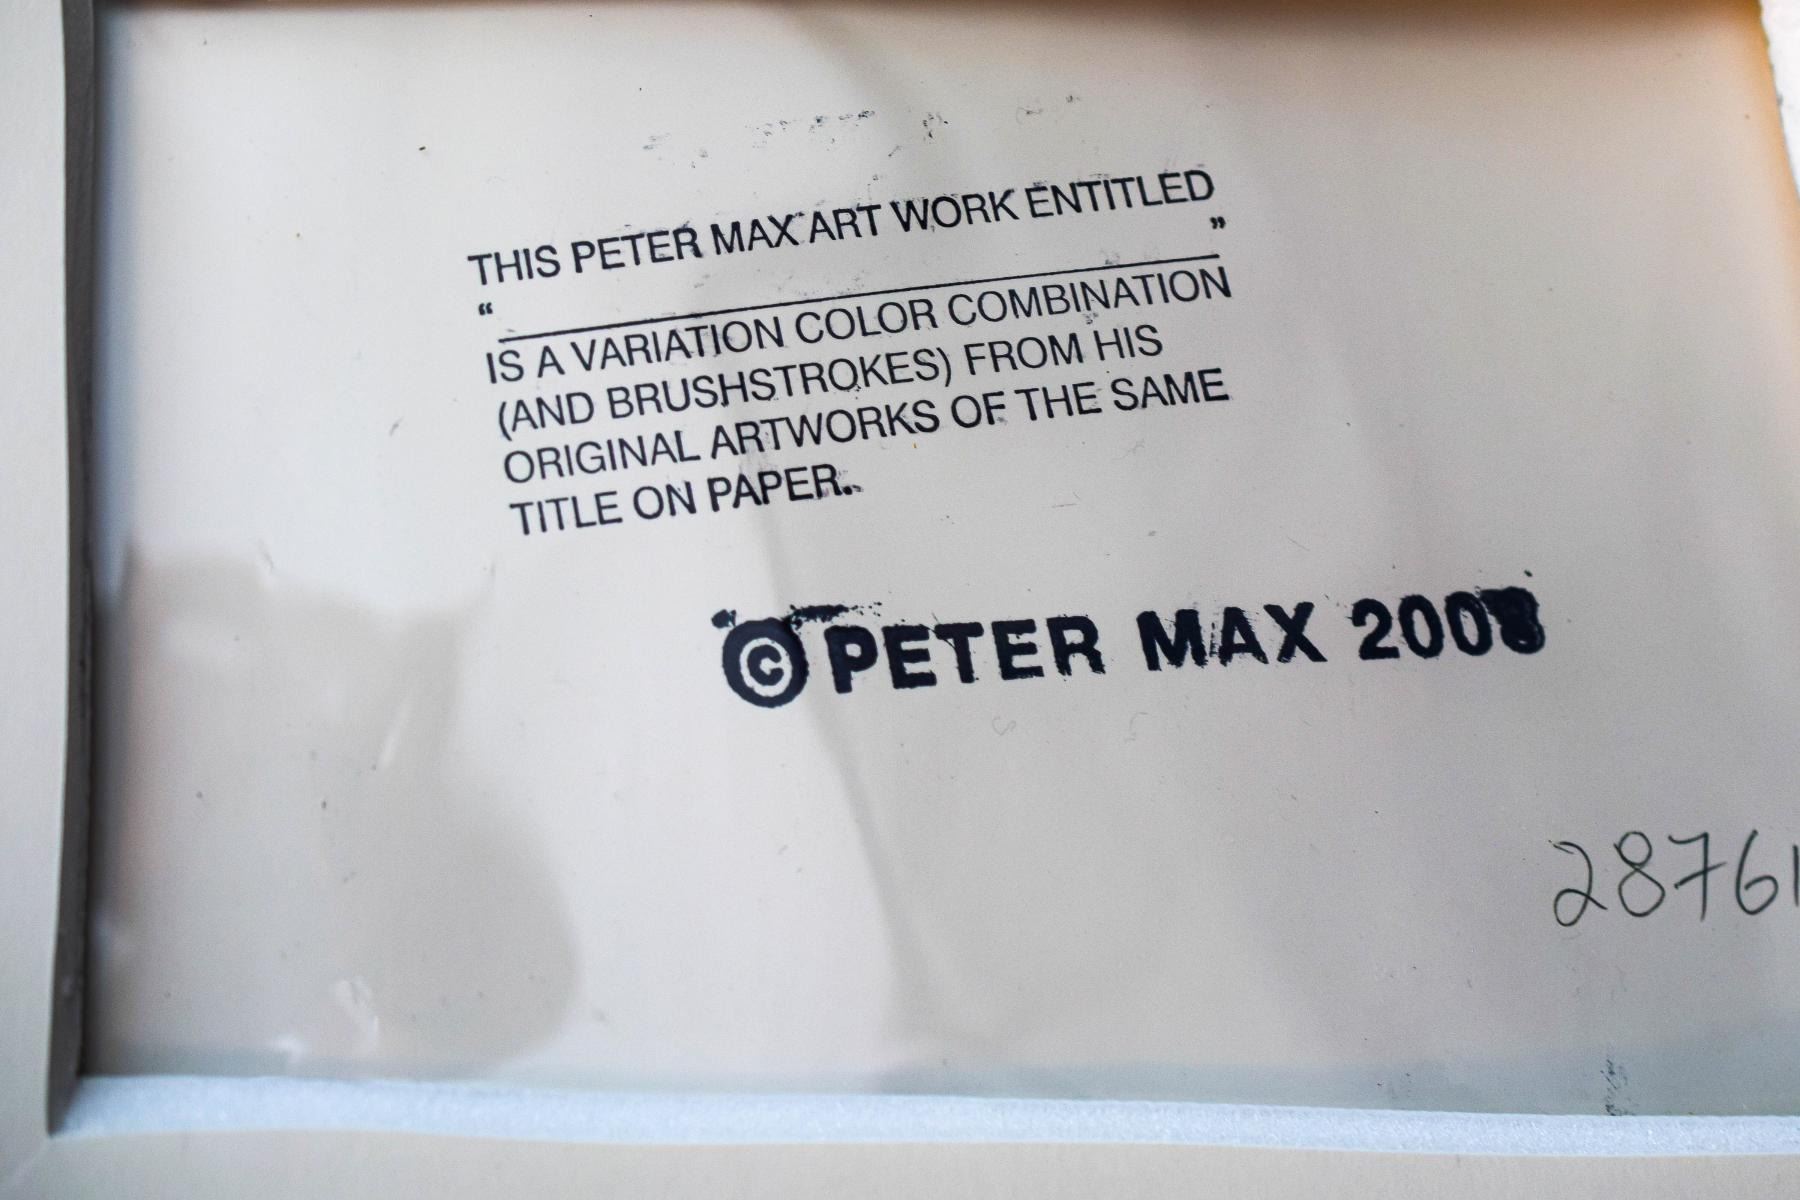 THIS PETER MAX ART WORK ENTITLED
“ ”
IS A VARIATION COLOR COMBINATION
(AND BRUSHSTROKES) FROM HIS
ORIGINAL ARTWORKS OF THE SAME
TITLE ON PAPER.
© PETER MAX 2008
28761